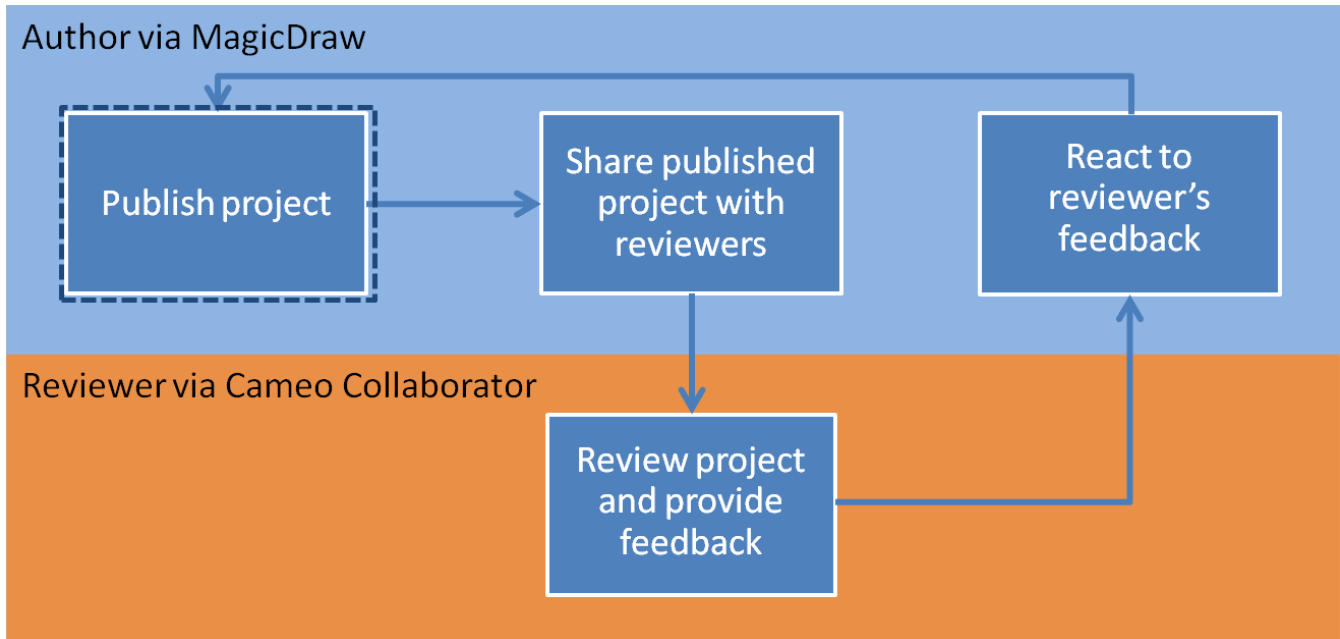 Author via MagicDraw
Publish project
Share published
project with
reviewers
React to
reviewer’s
feedback
Reviewer via Cameo Collaborator
Review project
and provide
feedback